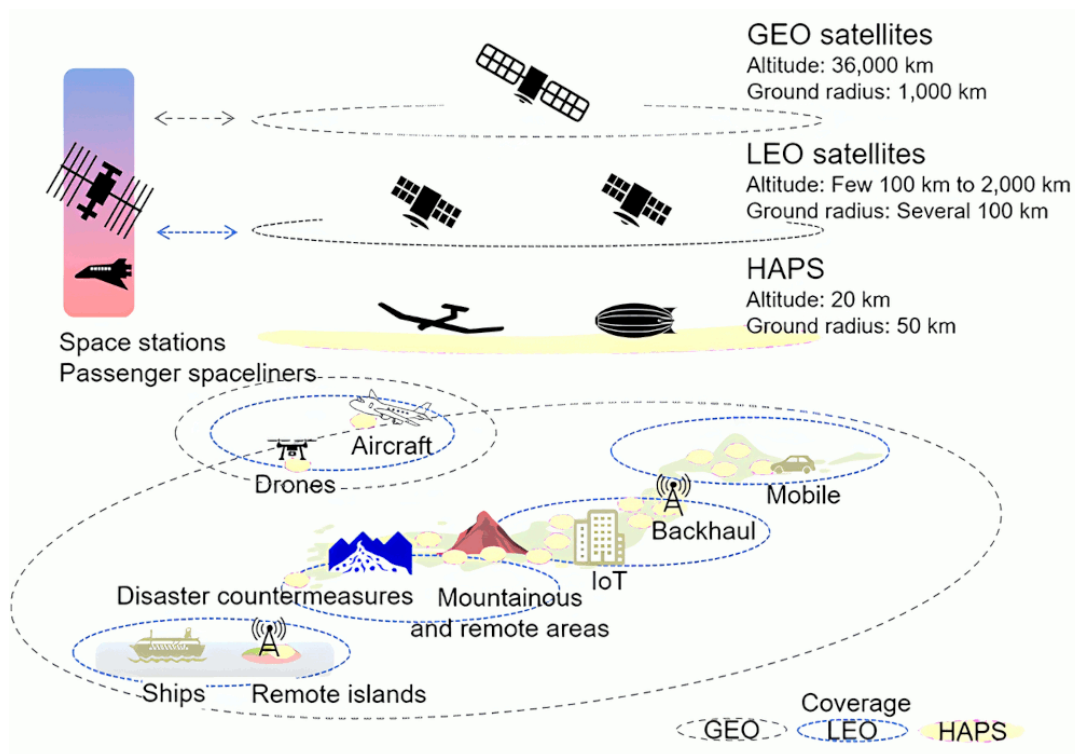 GEO satellites
Altitude: 36,000 km
Ground radius: 1,000 km
LEO satellites
Altitude: Few 100 km to 2,000 km
Ground radius: Several 100 km
HAPS
Altitude: 20 km
Ground radius: 50 km
Space stations
Passenger spaceliners
Aircraft
Drones
Mobile
Backhaul
IoT
Disaster countermeasures
Mountainous
and remote areas
Ships
Remote islands
Coverage
GEO
LEO
HAPS